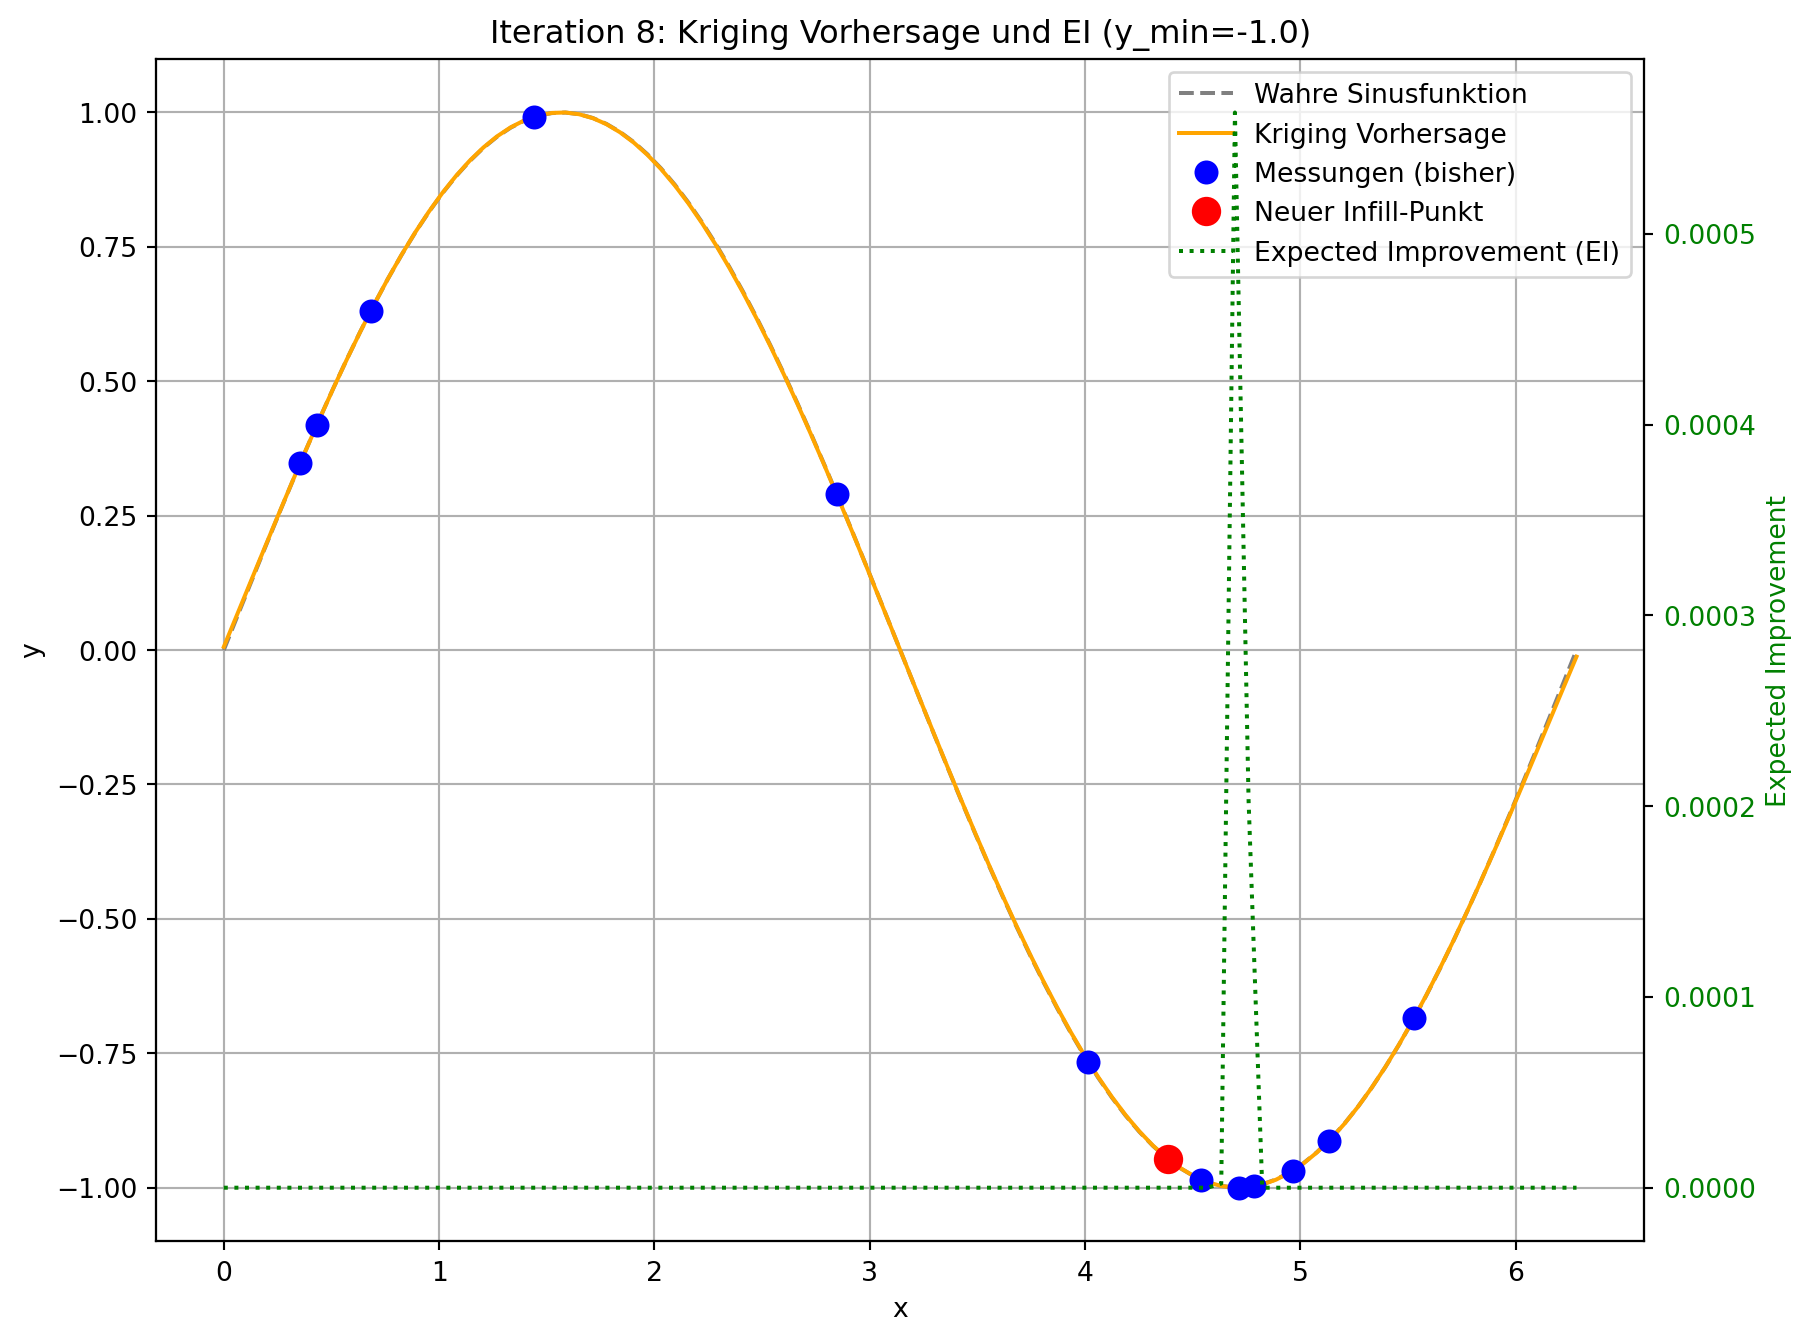 Iteration 8: Kriging Vorhersage und EI (y_min=-1.0)
Wahre Sinusfunktion
Kriging Vorhersage
Messungen (bisher)
Neuer Infill-Punkt
Expected Improvement (EI)
1.00
0.75
0.50
0.25
0.00
−0.25
−0.50
−0.75
−1.00
y
0.0005
0.0004
0.0003
0.0002
0.0001
0.0000
Expected Improvement
0 1 2 3 4 5 6
x